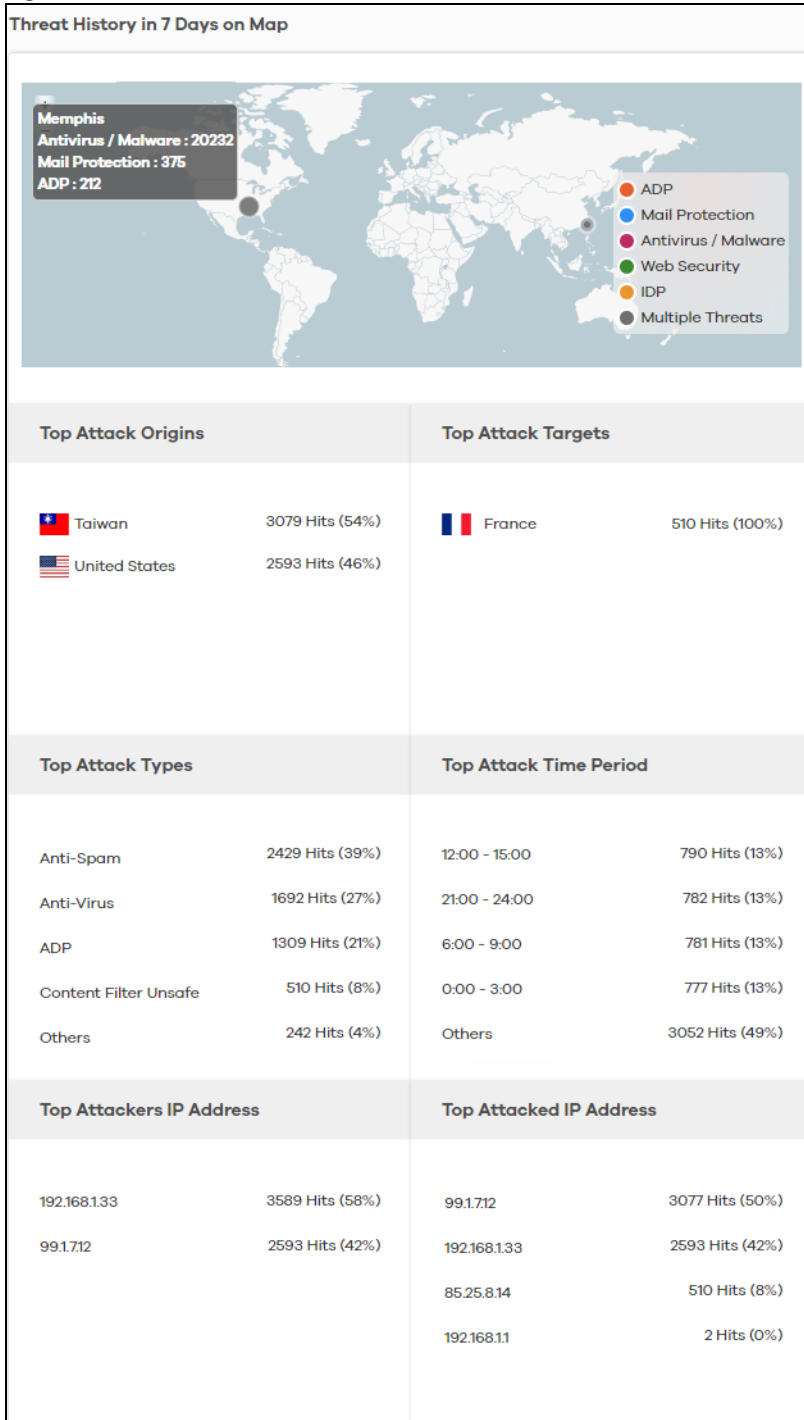 Threat History in 7 Days on Map
Memphis
Antivirus / Malware : 20232
Mail Protection : 375
ADP : 212
ADP
Mail Protection
Antivirus / Malware
Web Security
IDP
Multiple Threats
Top Attack Origins
Taiwan 3079 Hits (54%)
United States 2593 Hits (46%)
Top Attack Targets
France 510 Hits (100%)
Top Attack Types
Anti-Spam 2429 Hits (39%)
Anti-Virus 1692 Hits (27%)
ADP 1309 Hits (21%)
Content Filter Unsafe 510 Hits (8%)
Others 242 Hits (4%)
Top Attack Time Period
12:00 - 15:00 790 Hits (13%)
21:00 - 24:00 782 Hits (13%)
6:00 - 9:00 781 Hits (13%)
0:00 - 3:00 777 Hits (13%)
Others 3052 Hits (49%)
Top Attackers IP Address
192.168.1.33 3589 Hits (58%)
99.1.7.12 2593 Hits (42%)
Top Attacked IP Address
99.1.7.12 3077 Hits (50%)
192.168.1.33 2593 Hits (42%)
85.25.8.14 510 Hits (8%)
192.168.1.1 2 Hits (0%)